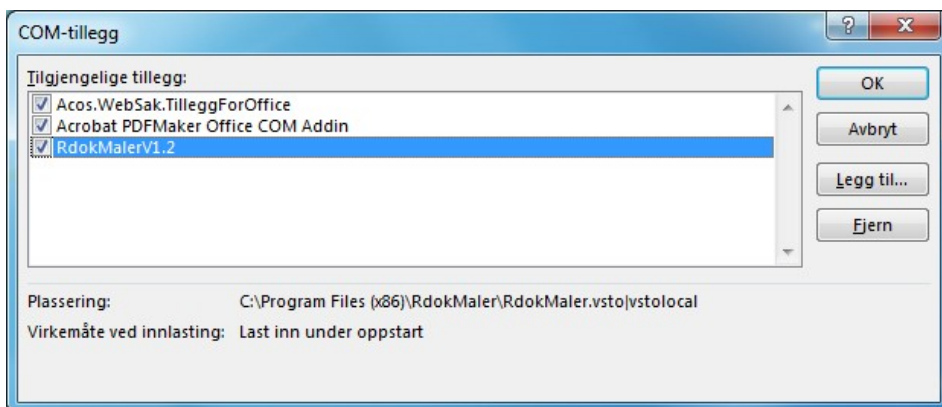 COM-tillegg
Tilgjengelige tillegg:
Acos.WebSak.TilleggForOffice
Acrobat PDFMaker Office COM Addin
RdokMalerV1.2
OK
Avbryt
Legg til...
Fjern
Plassering: C:\Program Files (x86)\RdokMaler\RdokMaler.vsto|vstolocal
Virkemåte ved innlasting: Last inn under oppstart